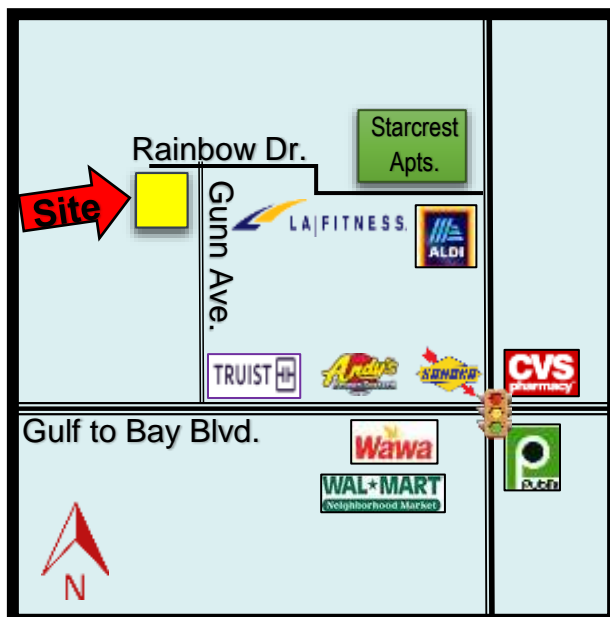 Starcrest
Apts.
Rainbow Dr.
Site
Gunn Ave.
LA|FITNESS.
ALDI
TRUIST
Andy's
SONOKO
CVS
pharmacy
Gulf to Bay Blvd.
Wawa
Publix
WAL★MART
Neighborhood Market
N